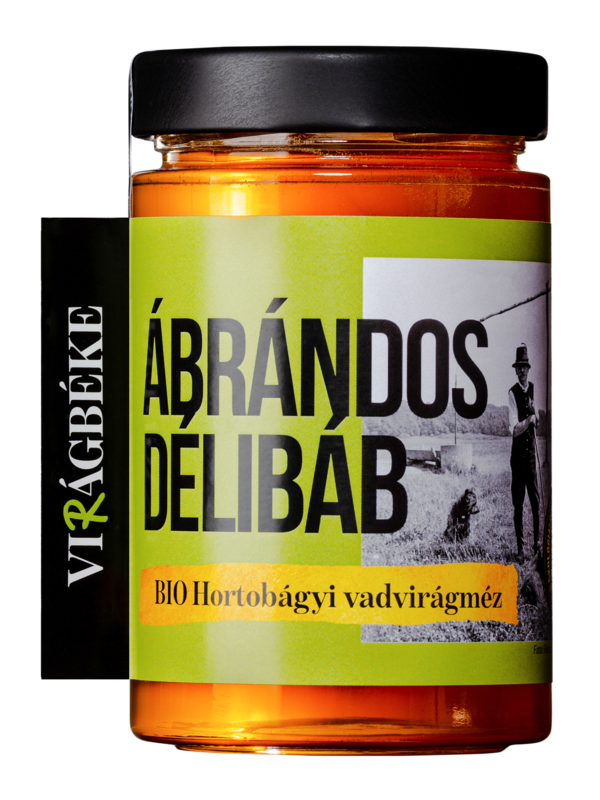 VIRÁGBÉKE
ÁBRÁNDOS
DÉLIBÁB
BIO Hortobágyi vadvirágméz